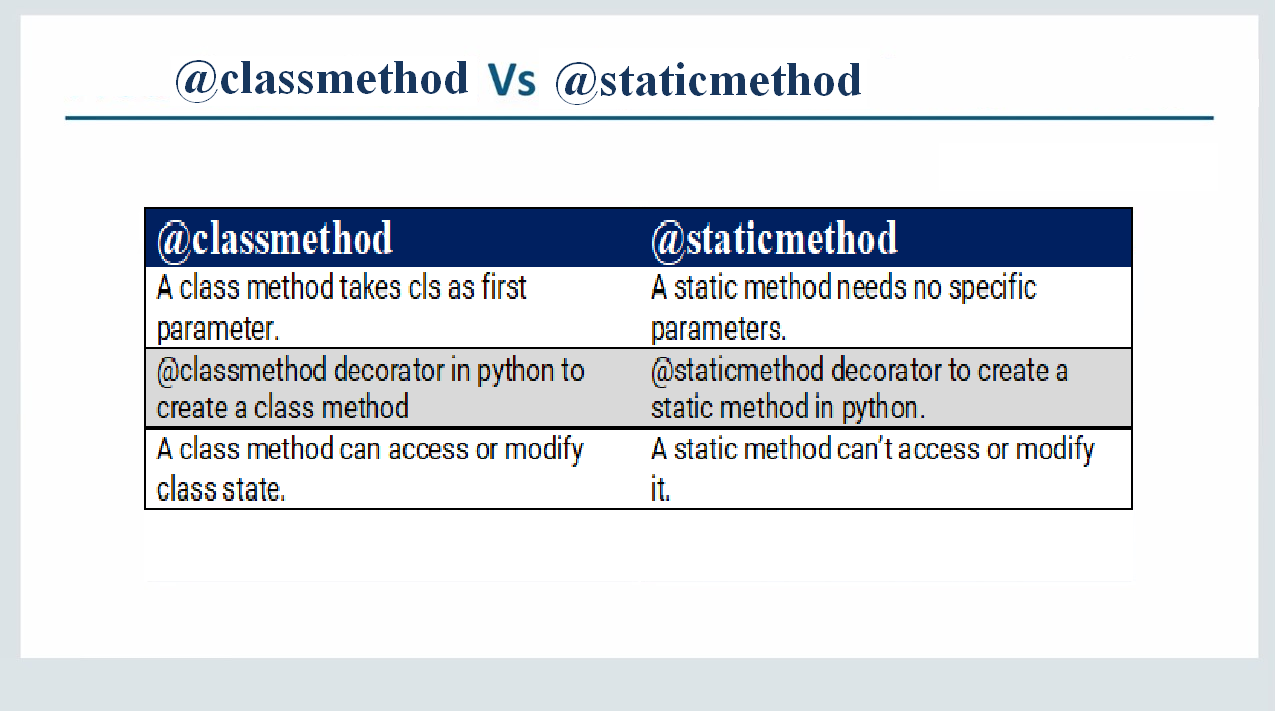 @classmethod Vs @staticmethod
@classmethod
@staticmethod
A class method takes cls as first
parameter.
A static method needs no specific
parameters.
@classmethod decorator in python to
create a class method
@staticmethod decorator to create a
static method in python.
A class method can access or modify
class state.
A static method can't access or modify
it.